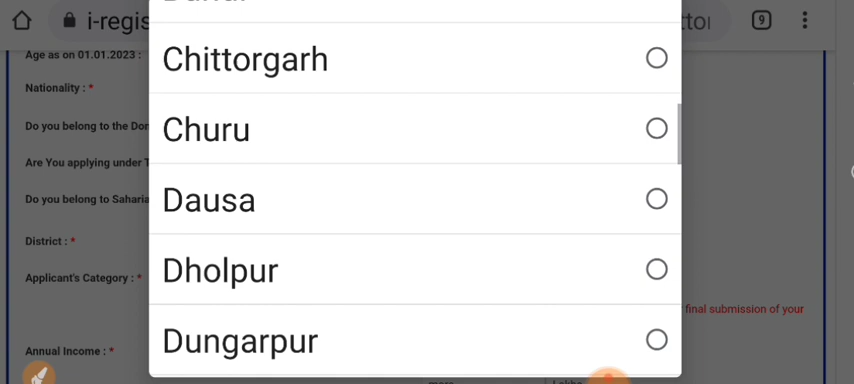 i-regis
ttor
9
Age as on 01.01.2023 :
Chittorgarh
Nationality : *
Do you belong to the Dor
Churu
Are You applying under T
Do you belong to Saharia
Dausa
District : *
Applicant's Category : *
Dholpur
final submission of your
Annual Income : *
Dungarpur